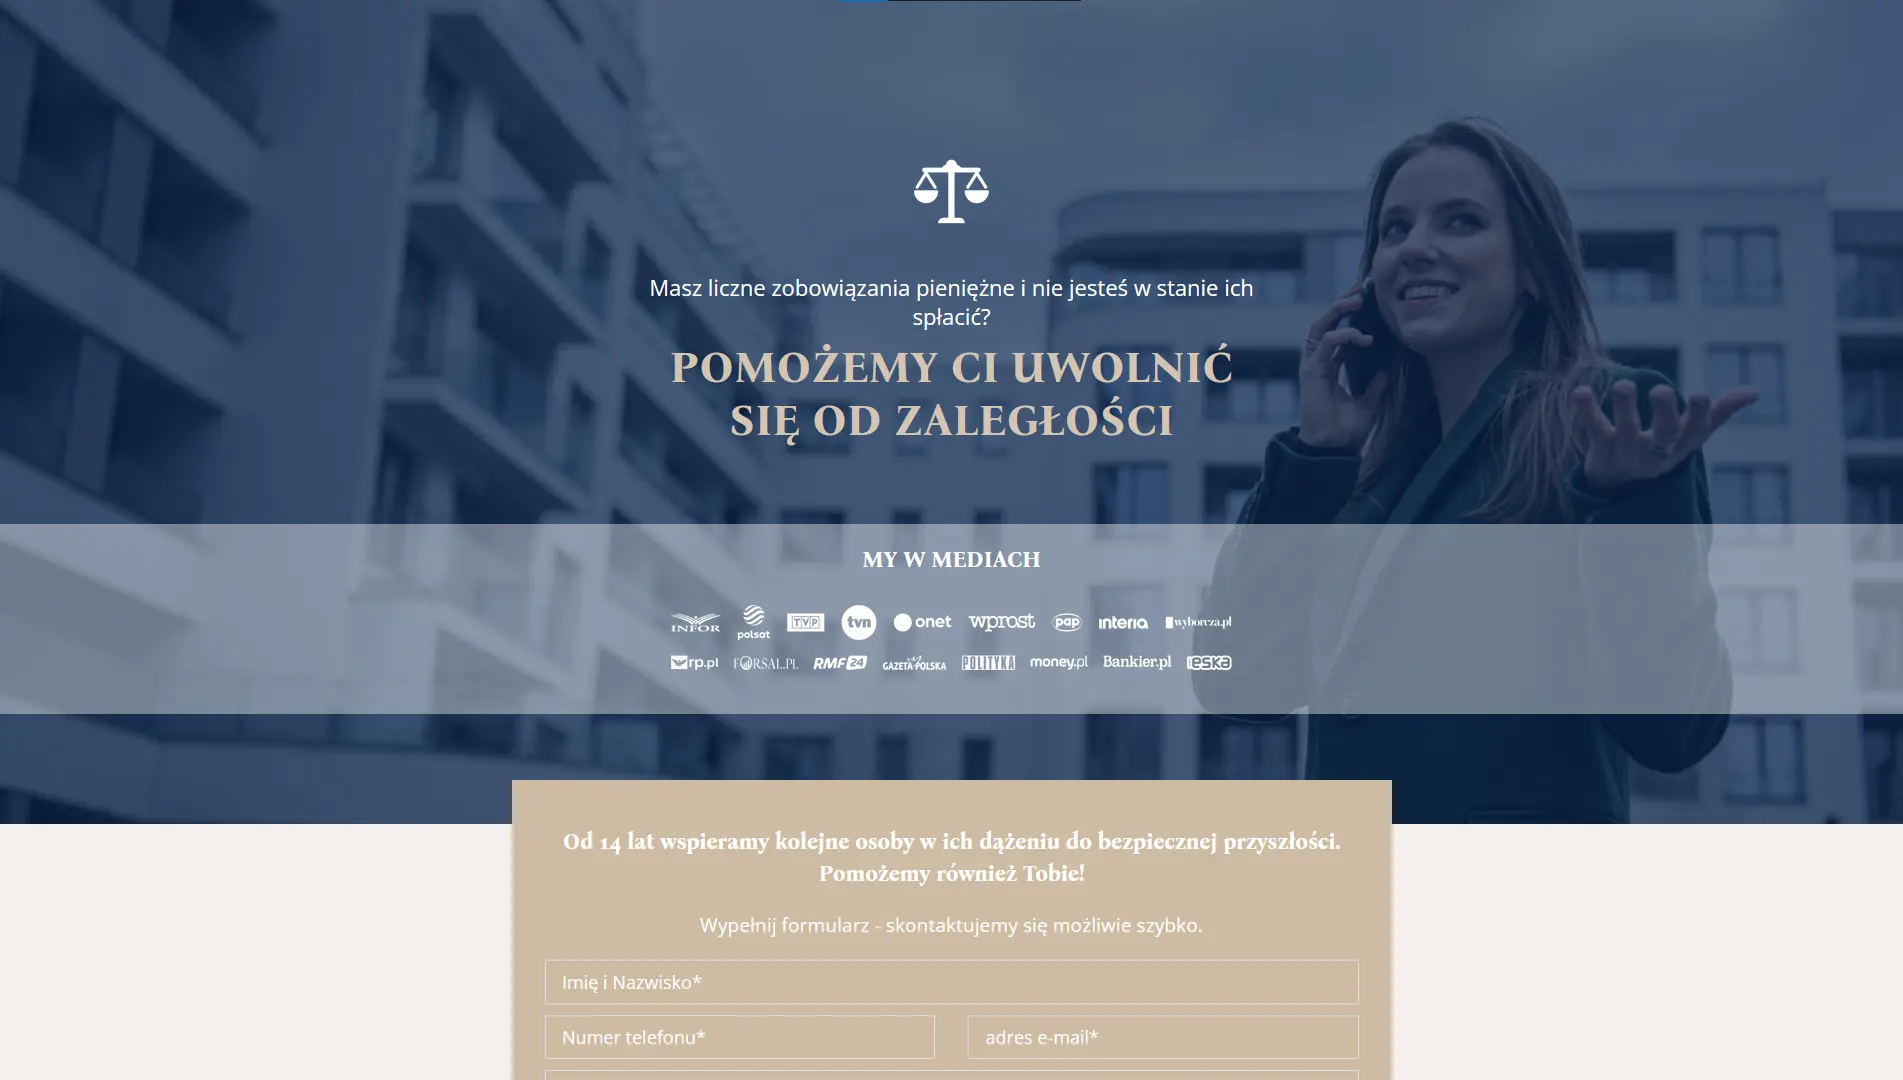 Masz liczne zobowiązania pieniężne i nie jesteś w stanie ich
spłacić?
POMOŻEMY CI UWOLNIĆ
SIĘ OD ZALEGŁOŚCI
MY W MEDIACH
INFOR polsat TVP tvn onet wprost pap interia wyborcza.pl
rp.pl FORSAL.PL RMF24 GAZETA POLSKA POLITYKA money.pl Bankier.pl ESKA
Od 14 lat wspieramy kolejne osoby w ich dążeniu do bezpiecznej przyszłości.
Pomożemy również Tobie!
Wypełnij formularz - skontaktujemy się możliwie szybko.
Imię i Nazwisko*
Numer telefonu* adres e-mail*